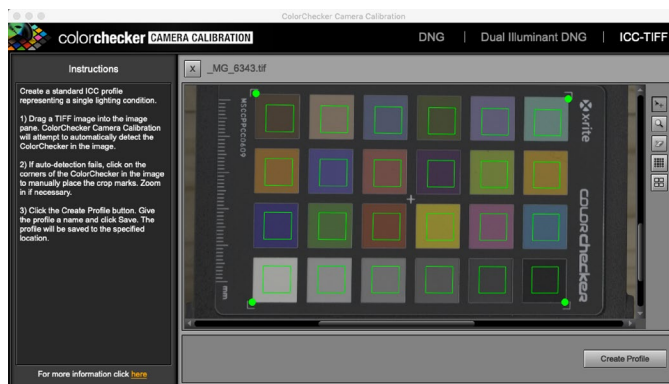 ColorChecker Camera Calibration
colorchecker CAMERA CALIBRATION
DNG | Dual Illuminant DNG | ICC-TIFF
Instructions
Create a standard ICC profile
representing a single lighting condition.
1) Drag a TIFF image into the image
pane. ColorChecker Camera Calibration
will attempt to automatically detect the
ColorChecker in the image.
2) If auto-detection fails, click on the
corners of the ColorChecker in the image
to manually place the crop marks. Zoom
in if necessary.
3) Click the Create Profile button. Give
the profile a name and click Save. The
profile will be saved to the specified
location.
For more information click here
X _MG_6343.tif
MSCCPPCC0609
mm
x-rite
colorchecker
Create Profile